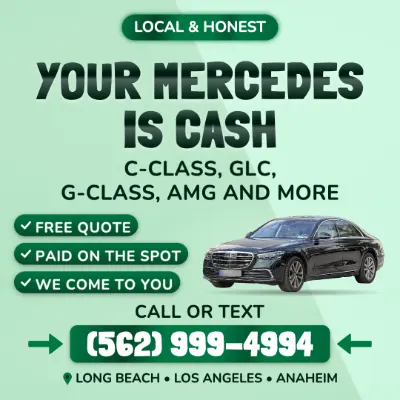 LOCAL & HONEST
YOUR MERCEDES
IS CASH
C-CLASS, GLC,
G-CLASS, AMG AND MORE
FREE QUOTE
PAID ON THE SPOT
WE COME TO YOU
CALL OR TEXT
(562) 999-4994
LONG BEACH • LOS ANGELES • ANAHEIM